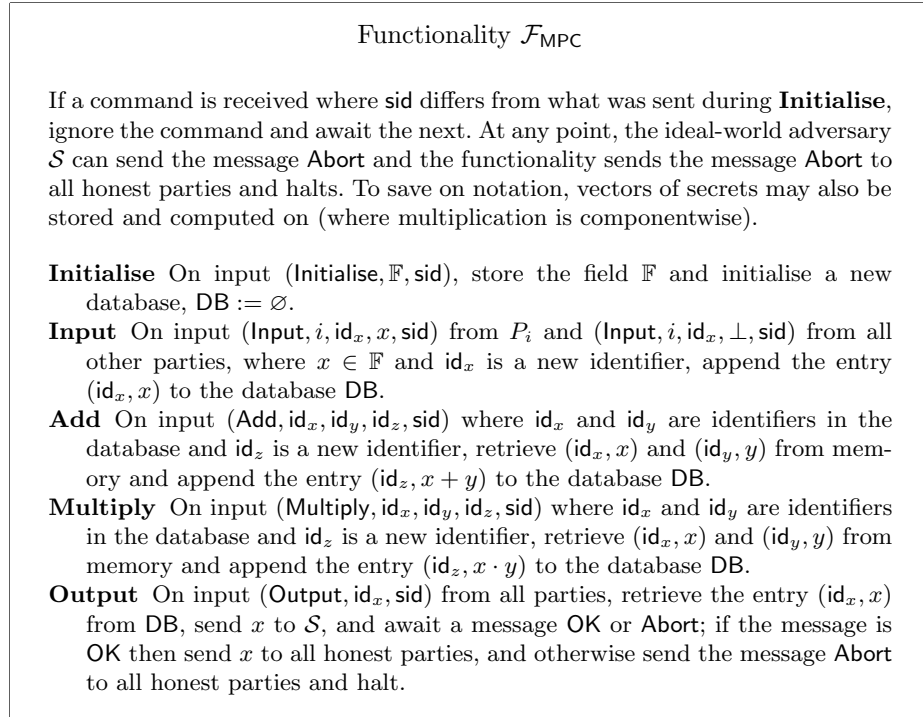 Functionality 𝓕_MPC
If a command is received where sid differs from what was sent during Initialise,
ignore the command and await the next. At any point, the ideal-world adversary
𝒮 can send the message Abort and the functionality sends the message Abort to
all honest parties and halts. To save on notation, vectors of secrets may also be
stored and computed on (where multiplication is componentwise).
Initialise On input (Initialise, 𝔽, sid), store the field 𝔽 and initialise a new
database, DB := ∅.
Input On input (Input, i, id_x, x, sid) from P_i and (Input, i, id_x, ⊥, sid) from all
other parties, where x ∈ 𝔽 and id_x is a new identifier, append the entry
(id_x, x) to the database DB.
Add On input (Add, id_x, id_y, id_z, sid) where id_x and id_y are identifiers in the
database and id_z is a new identifier, retrieve (id_x, x) and (id_y, y) from mem-
ory and append the entry (id_z, x + y) to the database DB.
Multiply On input (Multiply, id_x, id_y, id_z, sid) where id_x and id_y are identifiers
in the database and id_z is a new identifier, retrieve (id_x, x) and (id_y, y) from
memory and append the entry (id_z, x · y) to the database DB.
Output On input (Output, id_x, sid) from all parties, retrieve the entry (id_x, x)
from DB, send x to 𝒮, and await a message OK or Abort; if the message is
OK then send x to all honest parties, and otherwise send the message Abort
to all honest parties and halt.